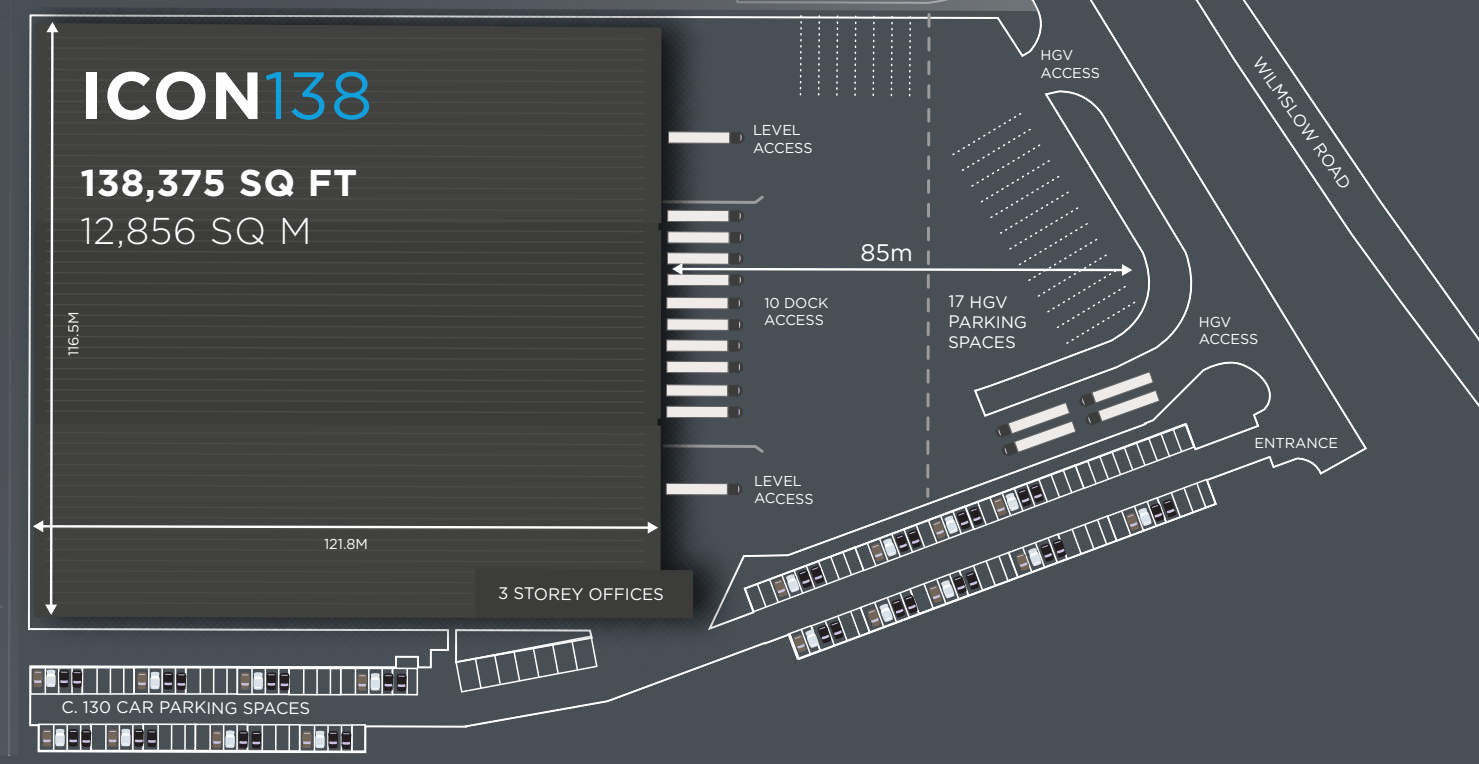 ICON138
138,375 SQ FT
12,856 SQ M
116.5M
121.8M
3 STOREY OFFICES
LEVEL
ACCESS
10 DOCK
ACCESS
LEVEL
ACCESS
85m
17 HGV
PARKING
SPACES
HGV
ACCESS
WILMSLOW ROAD
HGV
ACCESS
ENTRANCE
C. 130 CAR PARKING SPACES